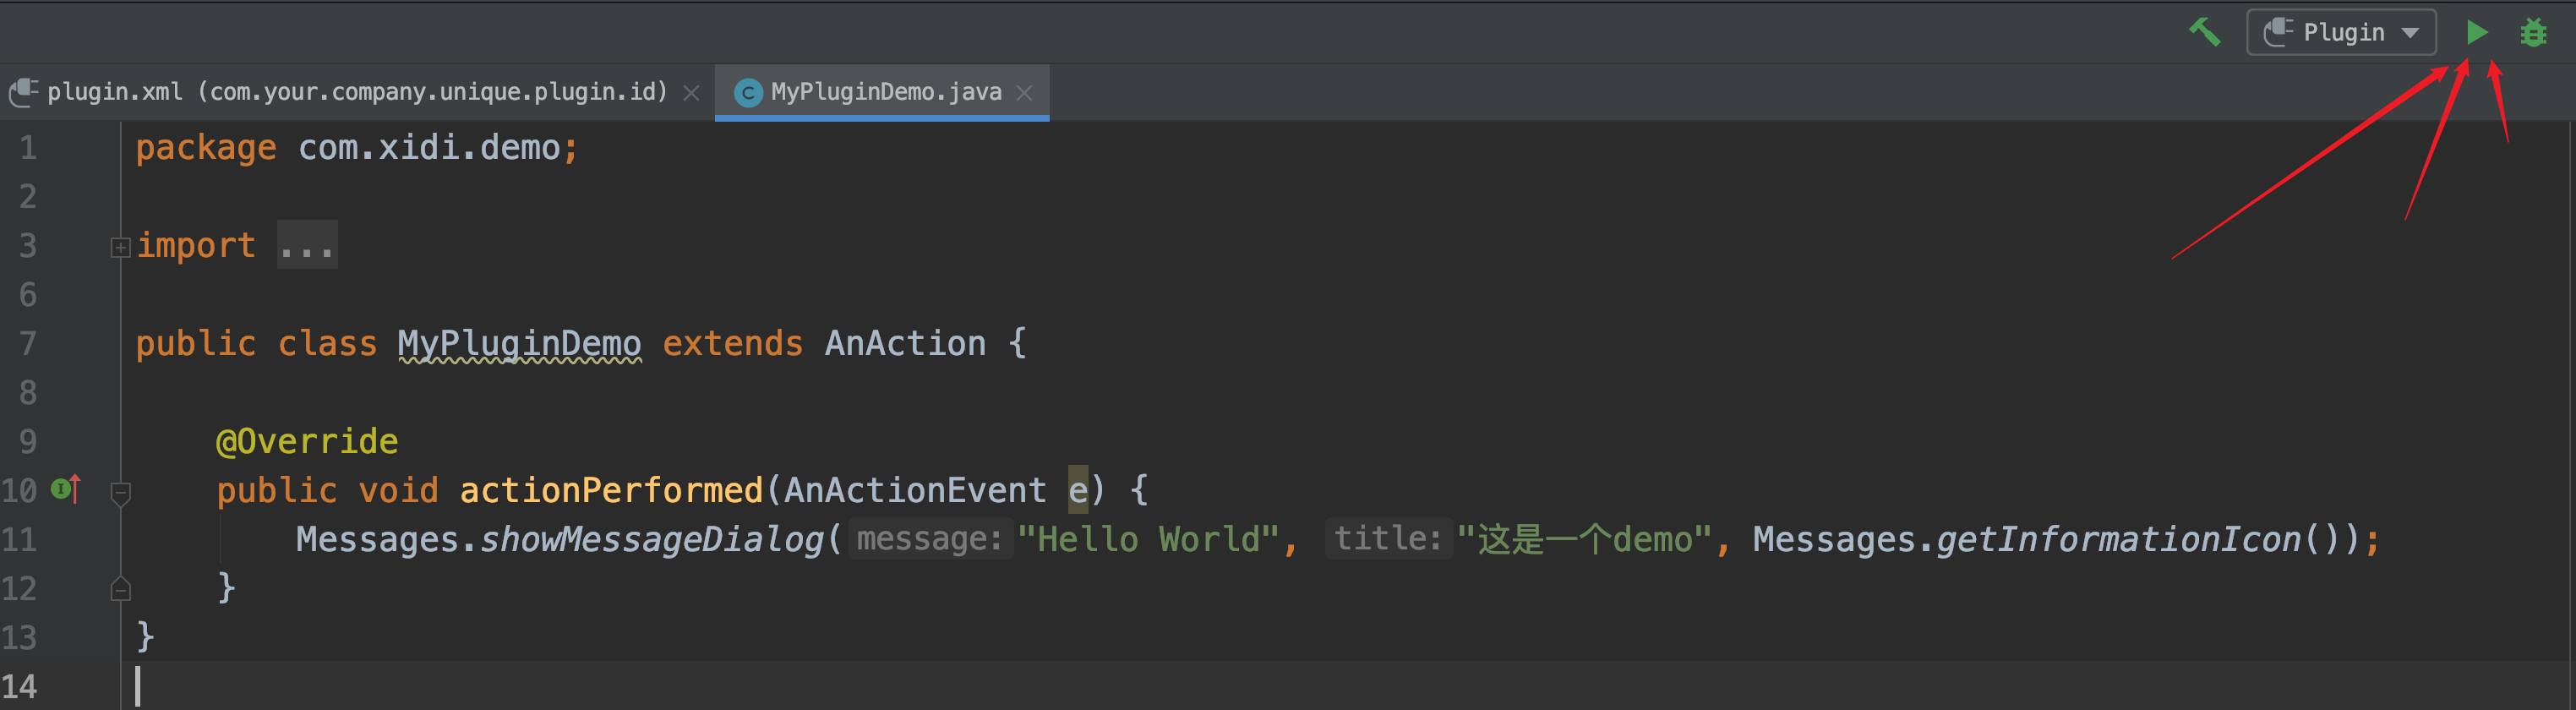 Plugin
plugin.xml (com.your.company.unique.plugin.id) MyPluginDemo.java
1 package com.xidi.demo;
2
3 import ...
6
7 public class MyPluginDemo extends AnAction {
8
9 @Override
10 public void actionPerformed(AnActionEvent e) {
11 Messages.showMessageDialog( message: "Hello World", title: "这是一个demo", Messages.getInformationIcon());
12 }
13 }
14